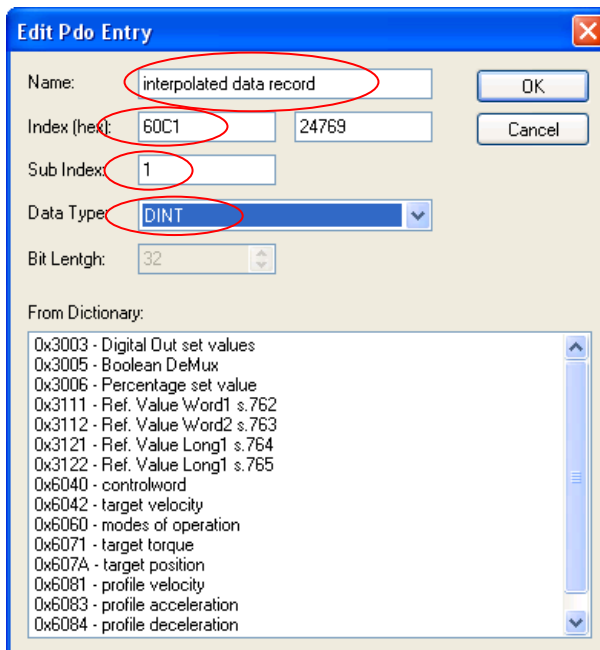 Edit Pdo Entry
Name: interpolated data record OK
Index (hex): 60C1 24769 Cancel
Sub Index: 1
Data Type: DINT
Bit Lentgh: 32
From Dictionary:
0x3003 - Digital Out set values
0x3005 - Boolean DeMux
0x3006 - Percentage set value
0x3111 - Ref. Value Word1 s.762
0x3112 - Ref. Value Word2 s.763
0x3121 - Ref. Value Long1 s.764
0x3122 - Ref. Value Long1 s.765
0x6040 - controlword
0x6042 - target velocity
0x6060 - modes of operation
0x6071 - target torque
0x607A - target position
0x6081 - profile velocity
0x6083 - profile acceleration
0x6084 - profile deceleration